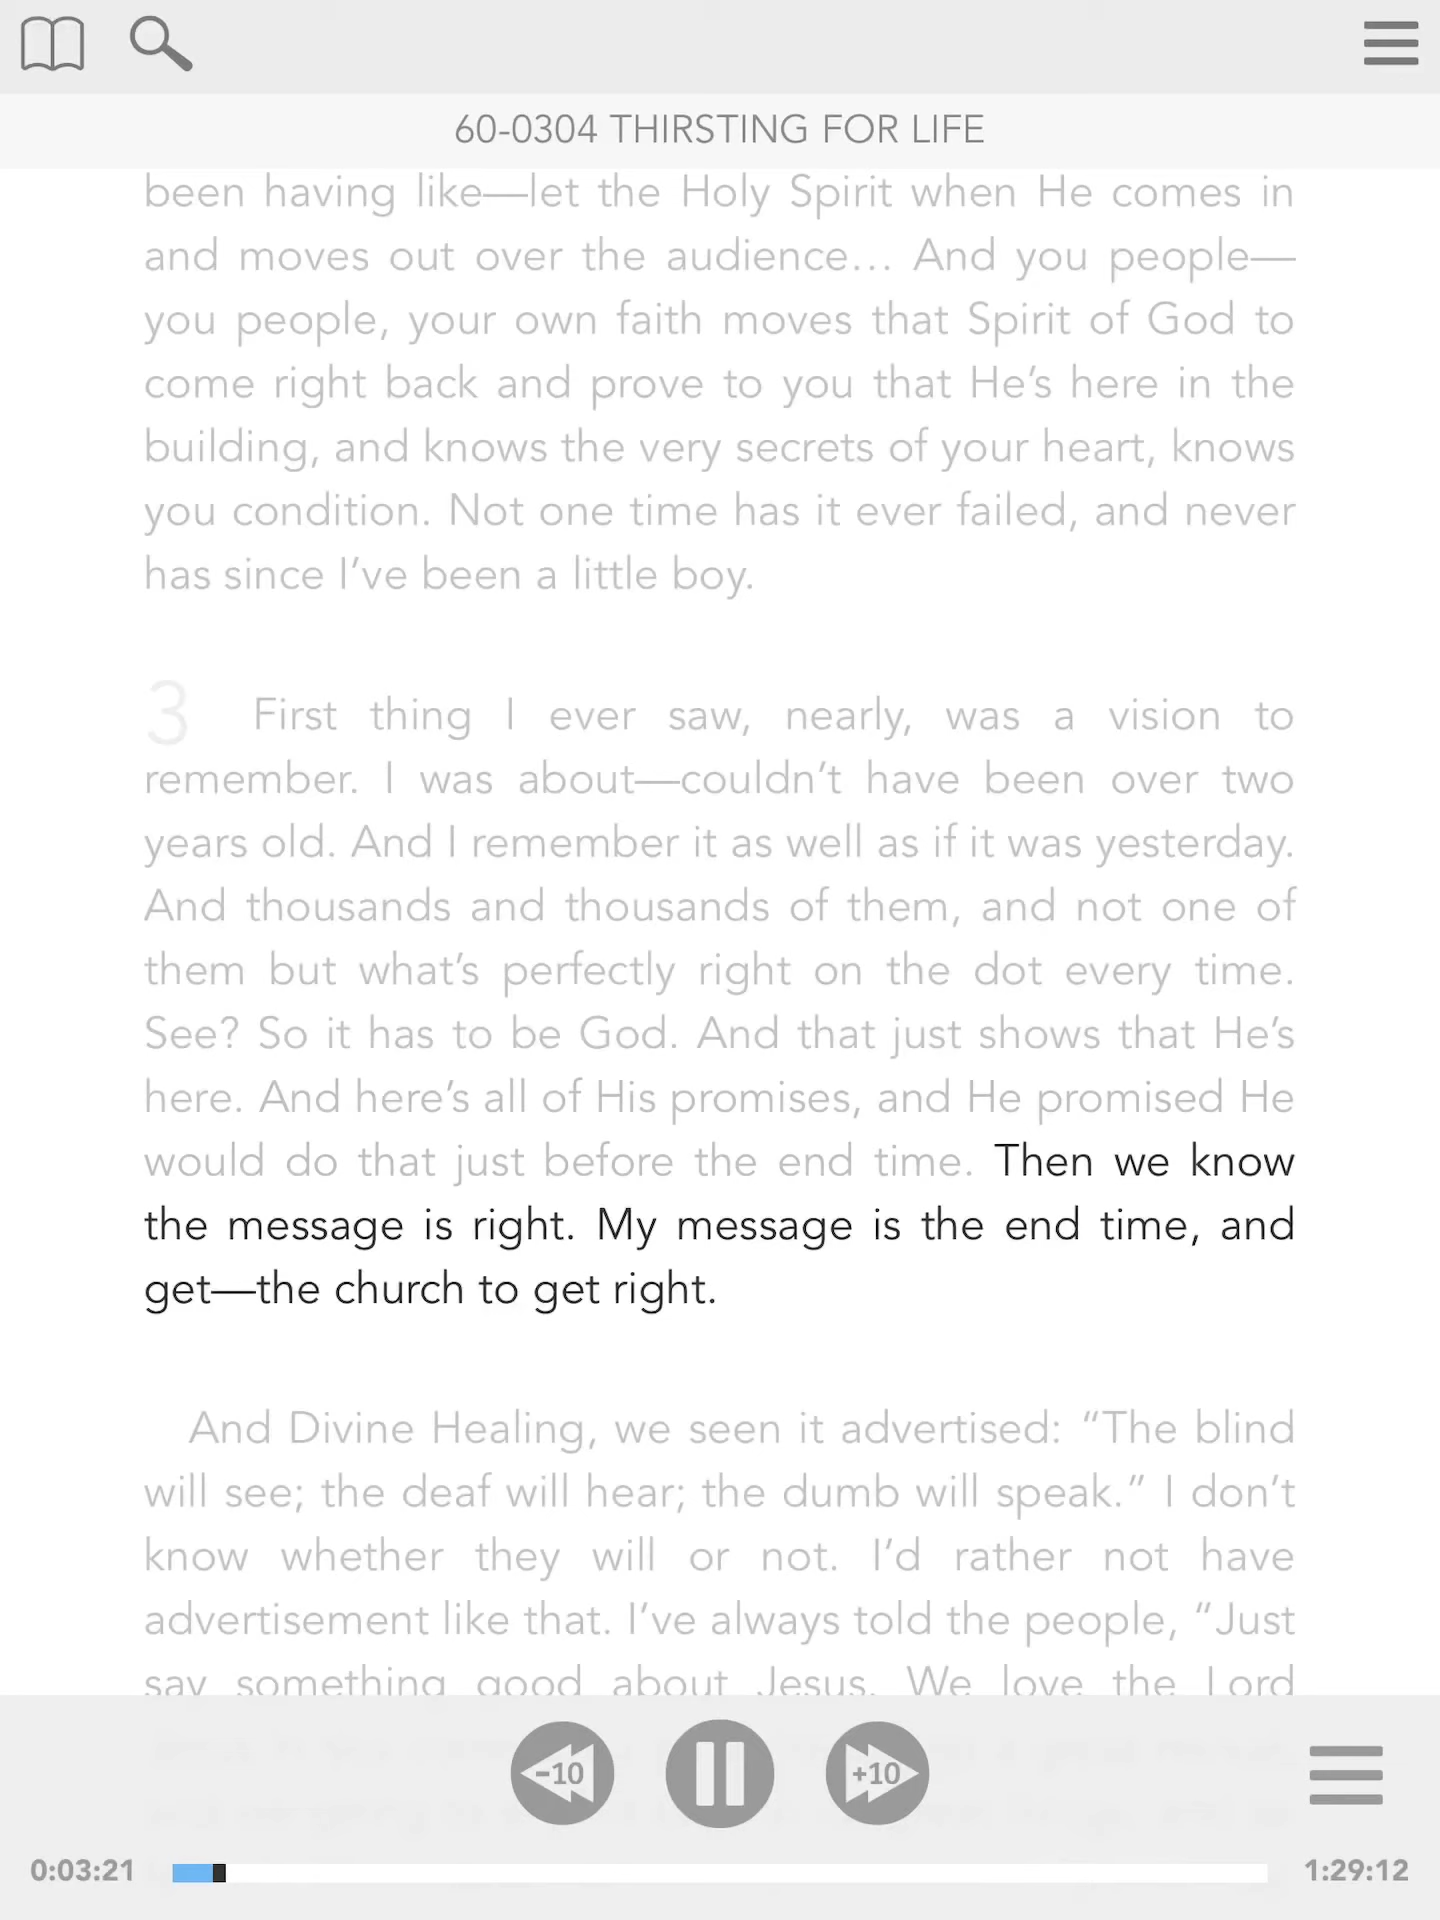 60-0304 THIRSTING FOR LIFE
been having like—let the Holy Spirit when He comes in
and moves out over the audience… And you people—
you people, your own faith moves that Spirit of God to
come right back and prove to you that He’s here in the
building, and knows the very secrets of your heart, knows
you condition. Not one time has it ever failed, and never
has since I’ve been a little boy.
3 First thing I ever saw, nearly, was a vision to
remember. I was about—couldn’t have been over two
years old. And I remember it as well as if it was yesterday.
And thousands and thousands of them, and not one of
them but what’s perfectly right on the dot every time.
See? So it has to be God. And that just shows that He’s
here. And here’s all of His promises, and He promised He
would do that just before the end time. Then we know
the message is right. My message is the end time, and
get—the church to get right.
And Divine Healing, we seen it advertised: “The blind
will see; the deaf will hear; the dumb will speak.” I don’t
know whether they will or not. I’d rather not have
advertisement like that. I’ve always told the people, “Just
say something good about Jesus. We love the Lord
-10
+10
0:03:21
1:29:12